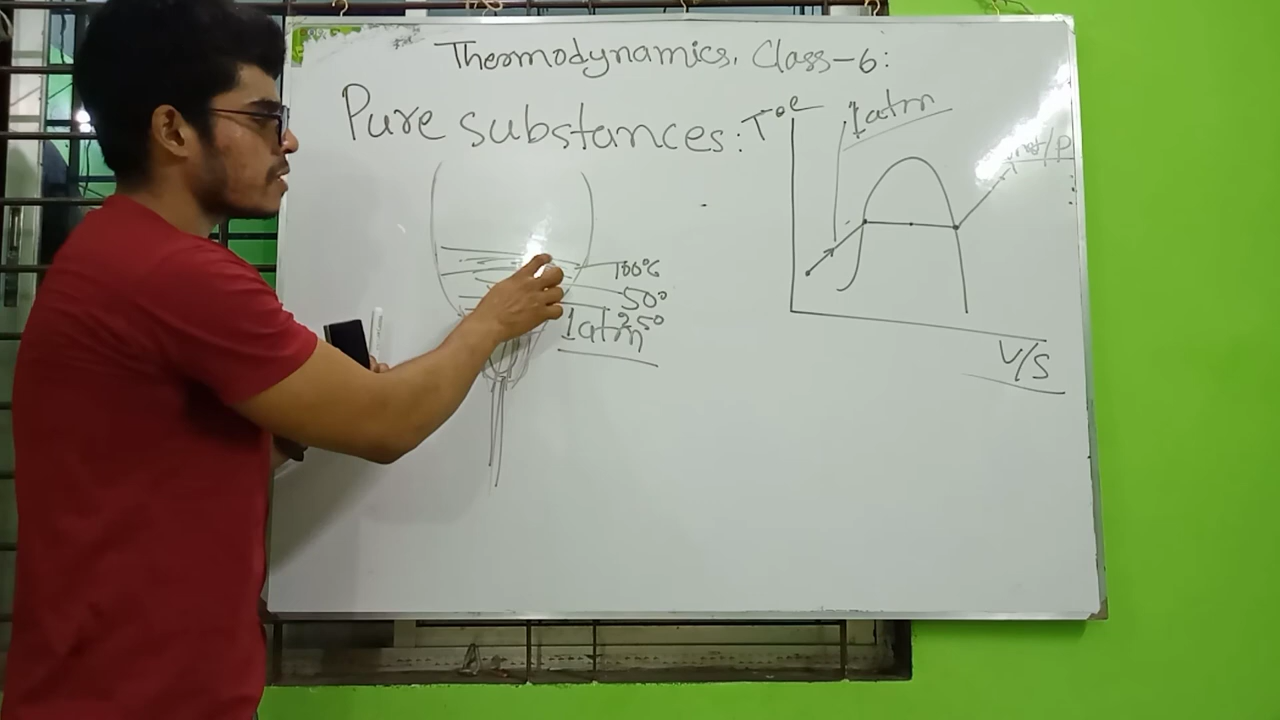 Thermodynamics. Class-6:
Pure substances:
T°c
1atm
100°c
50°
25°
1atm
V/S